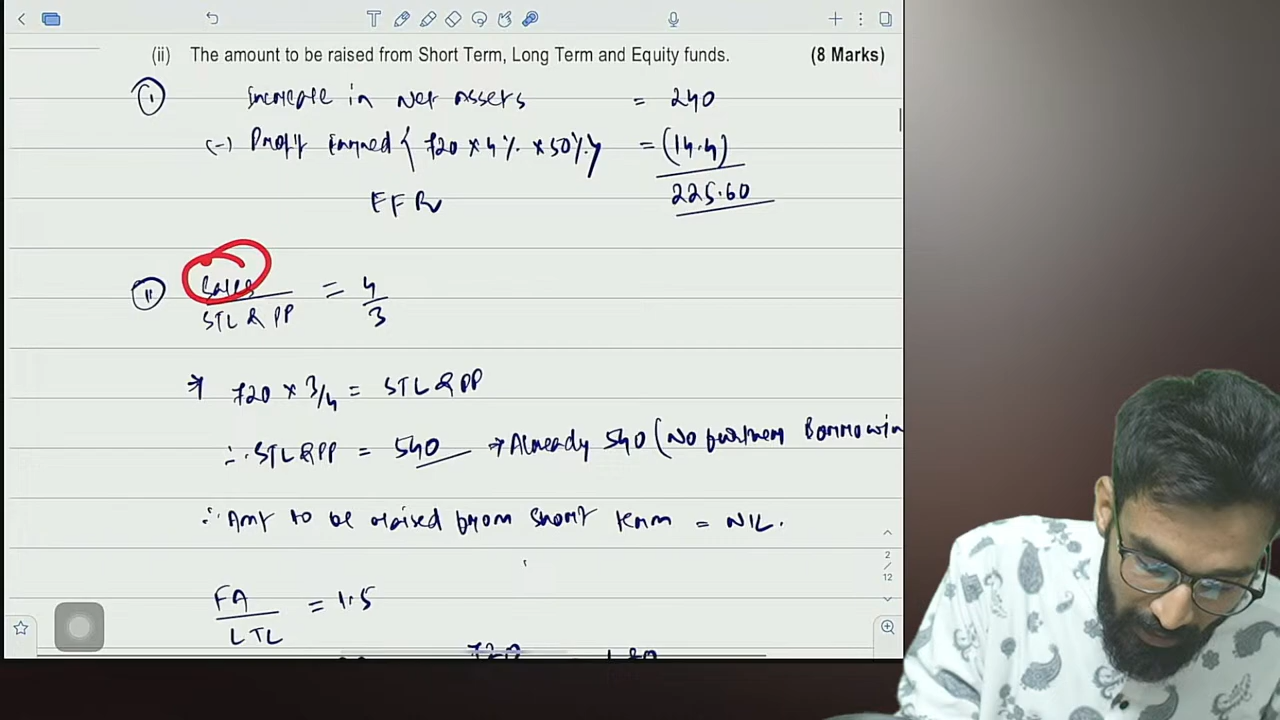 (ii) The amount to be raised from Short Term, Long Term and Equity funds. (8 Marks)
(i) Increase in Net Assets = 240
(-) Profit Earned { 720 × 4% × 50% } = (14.4)
EFR 225.60
(ii) Sales / STL & PP = 4/3
→ 720 × 3/4 = STL & PP
∴ STL & PP = 540 → Already 540 (No further Borrowin
∴ Amt to be raised from short term = NIL.
FA / LTL = 1.5
720
2 / 12